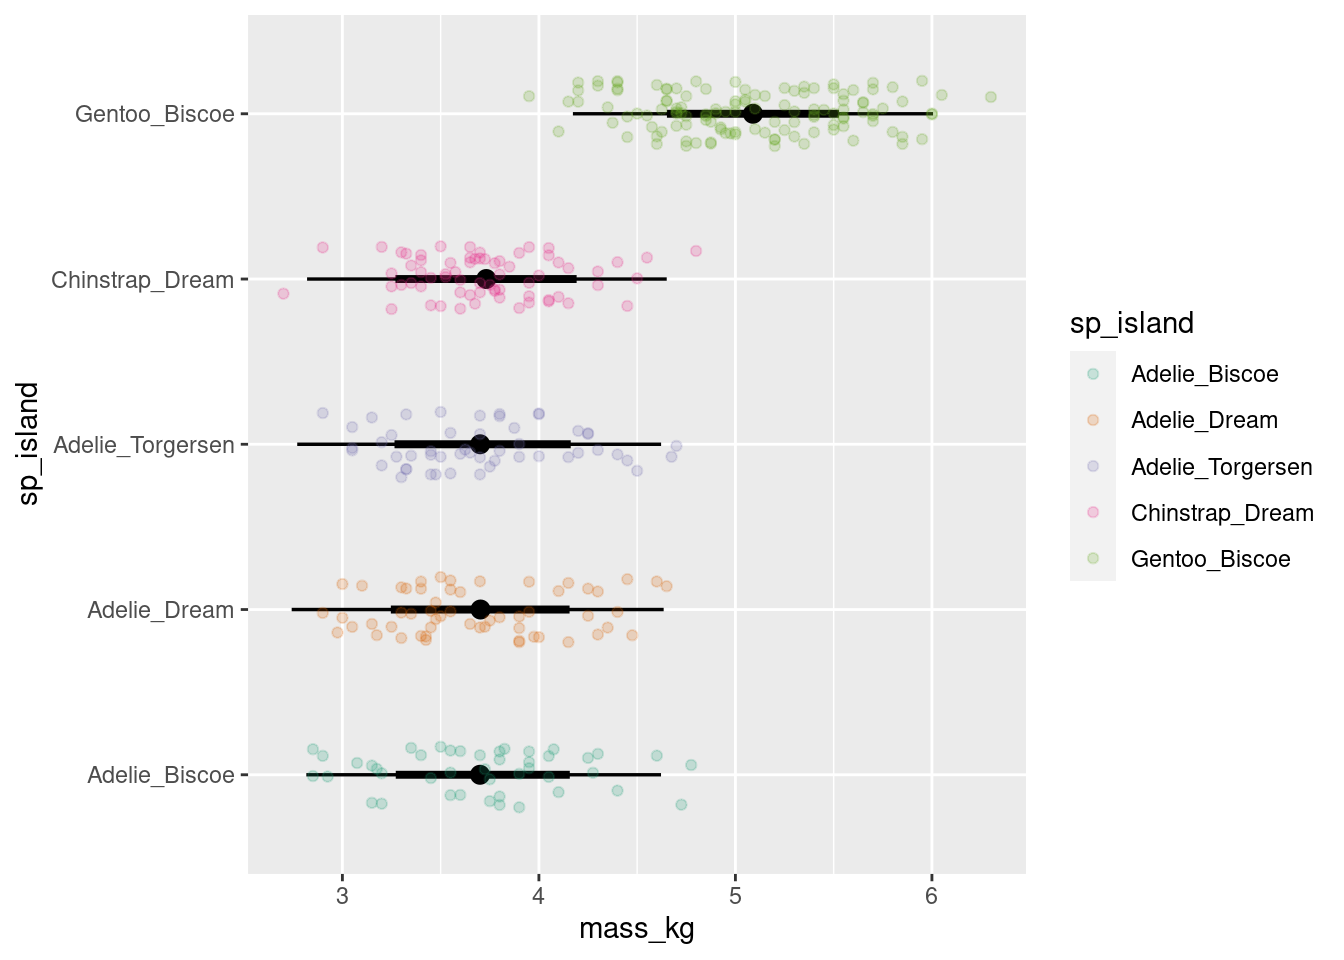 Gentoo_Biscoe
Chinstrap_Dream
Adelie_Torgersen
Adelie_Dream
Adelie_Biscoe
sp_island
3 4 5 6
mass_kg
sp_island
Adelie_Biscoe
Adelie_Dream
Adelie_Torgersen
Chinstrap_Dream
Gentoo_Biscoe